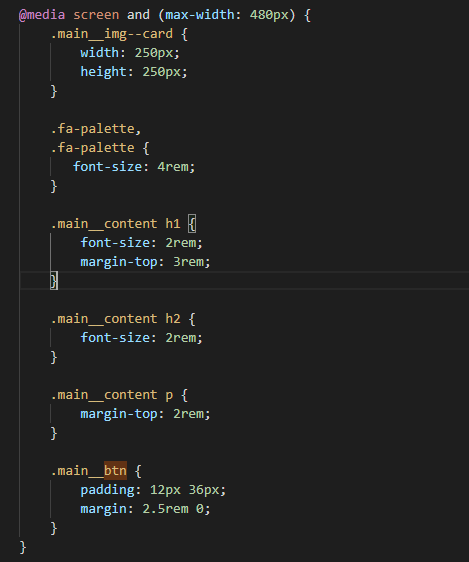 @media screen and (max-width: 480px) {
    .main__img--card {
        width: 250px;
        height: 250px;
    }

    .fa-palette,
    .fa-palette {
       font-size: 4rem;
    }

    .main__content h1 {
        font-size: 2rem;
        margin-top: 3rem;
    }

    .main__content h2 {
        font-size: 2rem;
    }

    .main__content p {
        margin-top: 2rem;
    }

    .main__btn {
        padding: 12px 36px;
        margin: 2.5rem 0;
    }
}